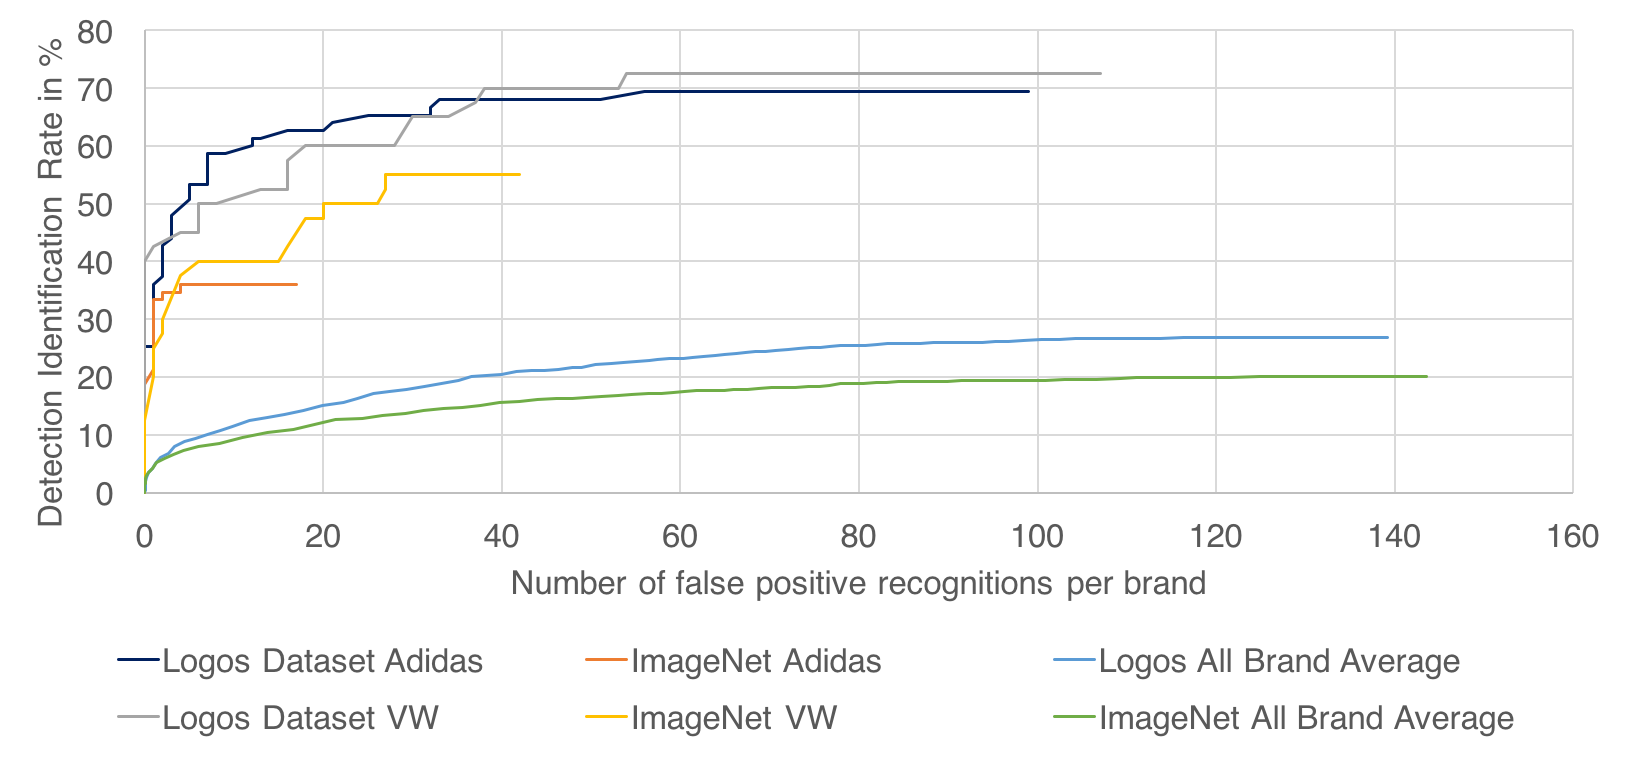 Detection Identification Rate in %
80
70
60
50
40
30
20
10
0
0 20 40 60 80 100 120 140 160
Number of false positive recognitions per brand
Logos Dataset Adidas ImageNet Adidas Logos All Brand Average
Logos Dataset VW ImageNet VW ImageNet All Brand Average